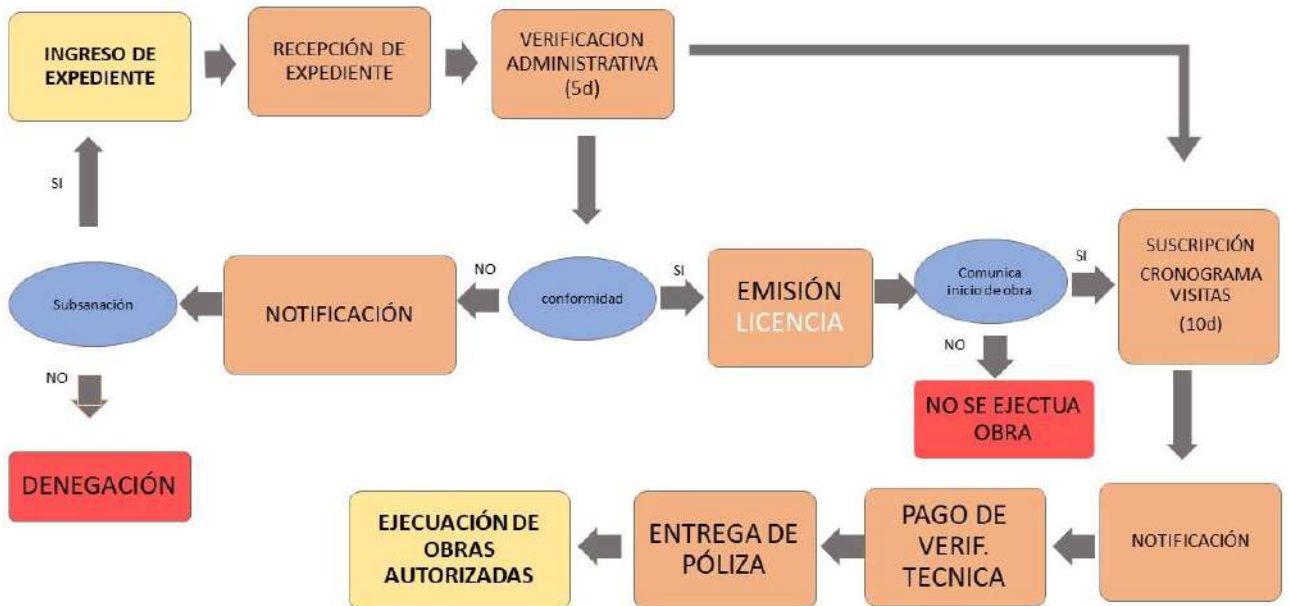 INGRESO DE
EXPEDIENTE
RECEPCIÓN DE
EXPEDIENTE
VERIFICACION
ADMINISTRATIVA
(5d)
SI
Subsanación
NOTIFICACIÓN
NO
conformidad
SI
EMISIÓN
LICENCIA
Comunica
inicio de obra
SI
SUSCRIPCIÓN
CRONOGRAMA
VISITAS
(10d)
NO
NO
DENEGACIÓN
NO SE EJECTUA
OBRA
EJECUACIÓN DE
OBRAS
AUTORIZADAS
ENTREGA DE
PÓLIZA
PAGO DE
VERIF.
TECNICA
NOTIFICACIÓN